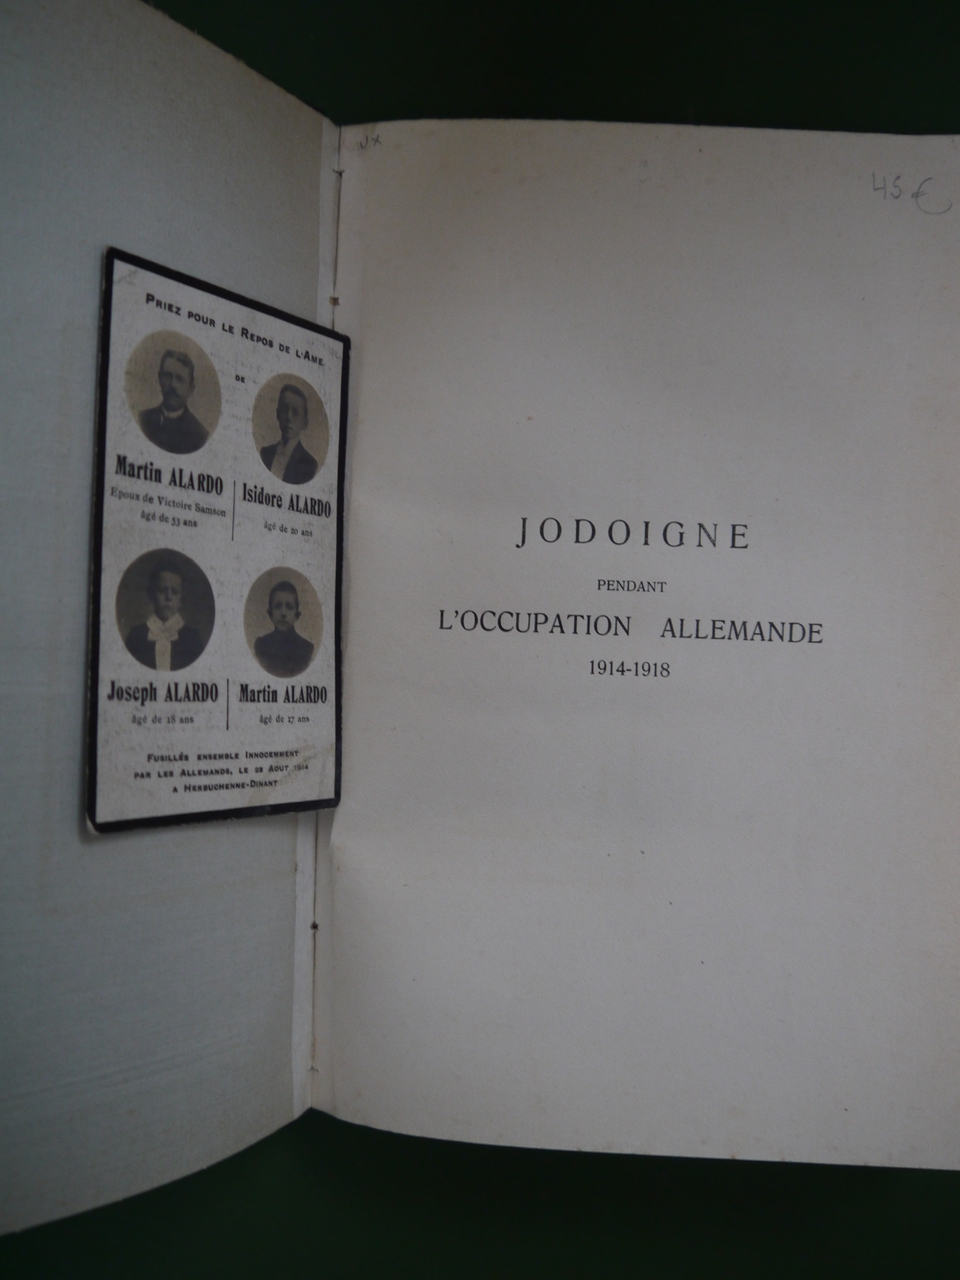 PRIEZ POUR LE REPOS DE L'AME
DE
Martin ALARDO
Epoux de Victoire Samson
âgé de 53 ans
Isidore ALARDO
âgé de 20 ans
Joseph ALARDO
âgé de 18 ans
Martin ALARDO
âgé de 17 ans
FUSILLÉS ENSEMBLE INNOCEMMENT
PAR LES ALLEMANDS, LE 23 AOUT 1914
A HERBUCHENNE-DINANT
45 €
JODOIGNE
PENDANT
L'OCCUPATION ALLEMANDE
1914-1918